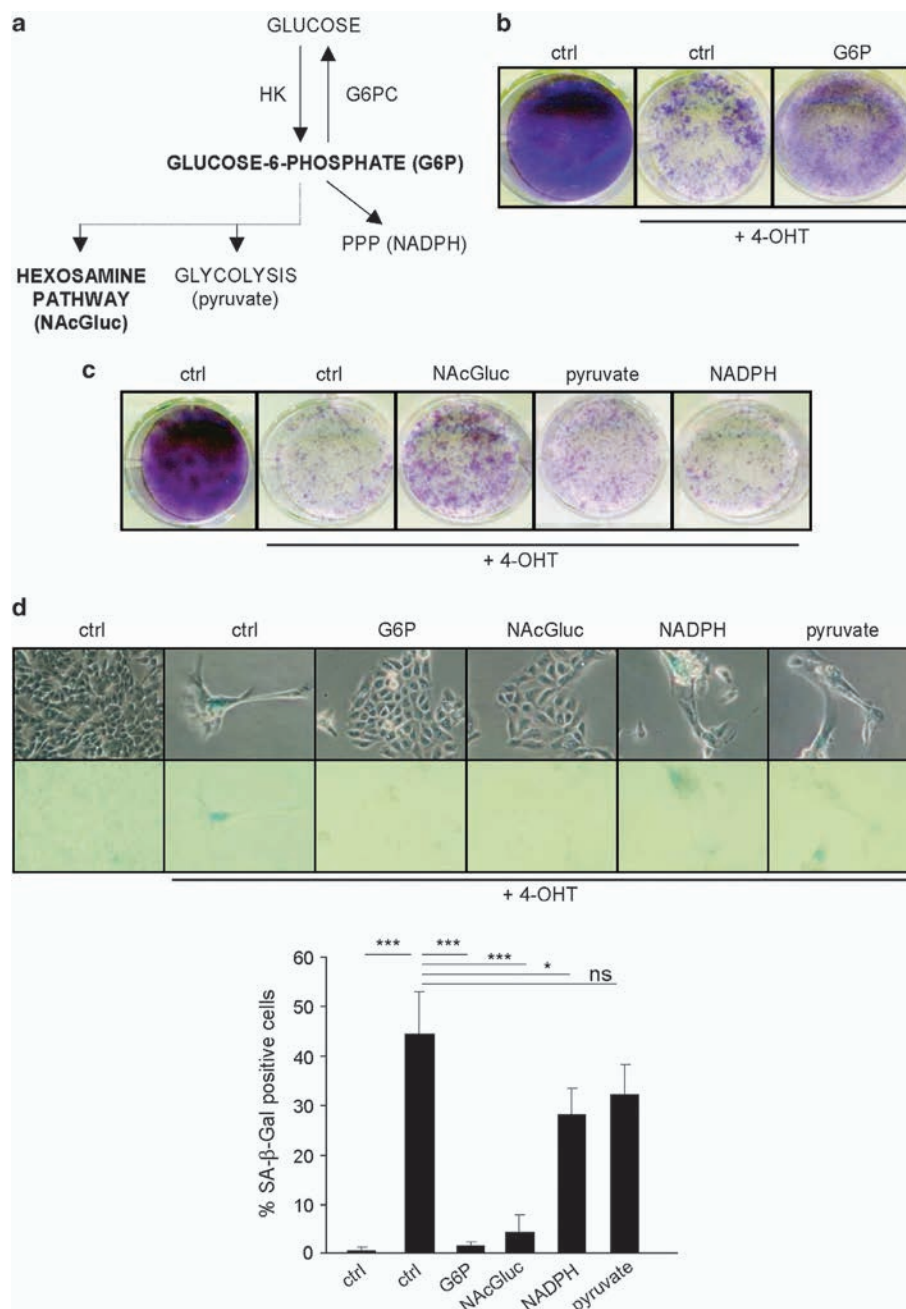 a
GLUCOSE
HK
G6PC
GLUCOSE-6-PHOSPHATE (G6P)
PPP (NADPH)
HEXOSAMINE
PATHWAY
(NAcGluc)
GLYCOLYSIS
(pyruvate)
b
ctrl ctrl G6P
+ 4-OHT
c
ctrl ctrl NAcGluc pyruvate NADPH
+ 4-OHT
d
ctrl ctrl G6P NAcGluc NADPH pyruvate
+ 4-OHT
*** ***
***
*
ns
% SA-β-Gal positive cells
60
50
40
30
20
10
0
ctrl ctrl G6P NAcGluc NADPH pyruvate